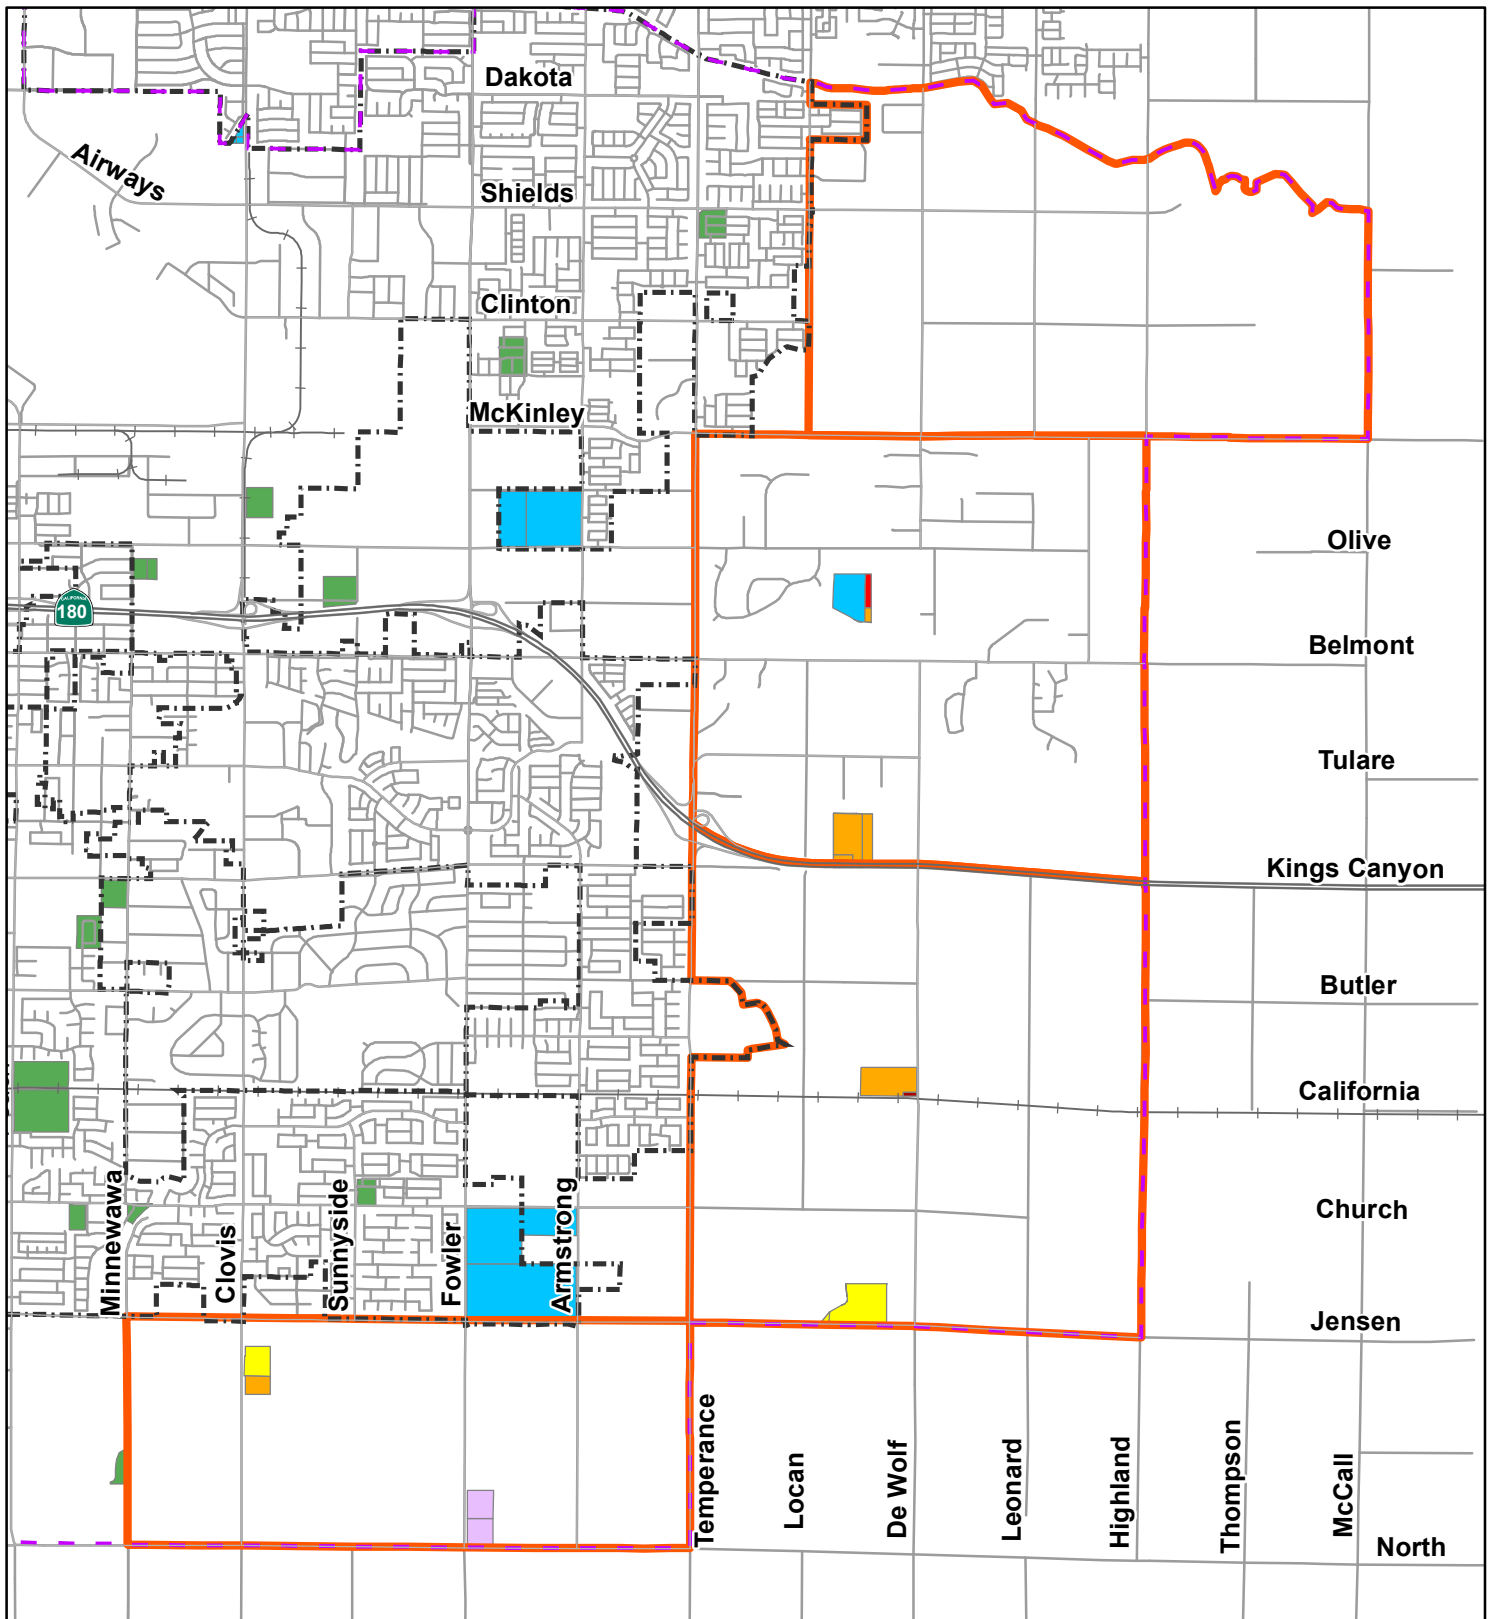 Dakota
Airways
Shields
Clinton
McKinley
Olive
CALIFORNIA
180
Belmont
Tulare
Kings Canyon
Butler
California
Church
Minnewawa
Clovis
Sunnyside
Fowler
Armstrong
Jensen
Temperance
Locan
De Wolf
Leonard
Highland
Thompson
McCall
North